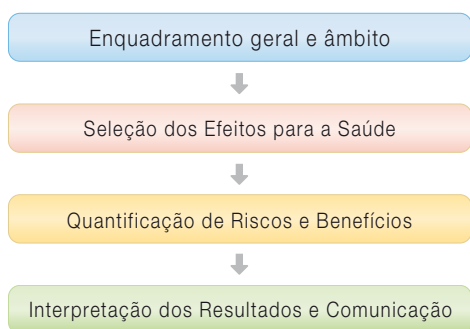 Enquadramento geral e âmbito
Seleção dos Efeitos para a Saúde
Quantificação de Riscos e Benefícios
Interpretação dos Resultados e Comunicação